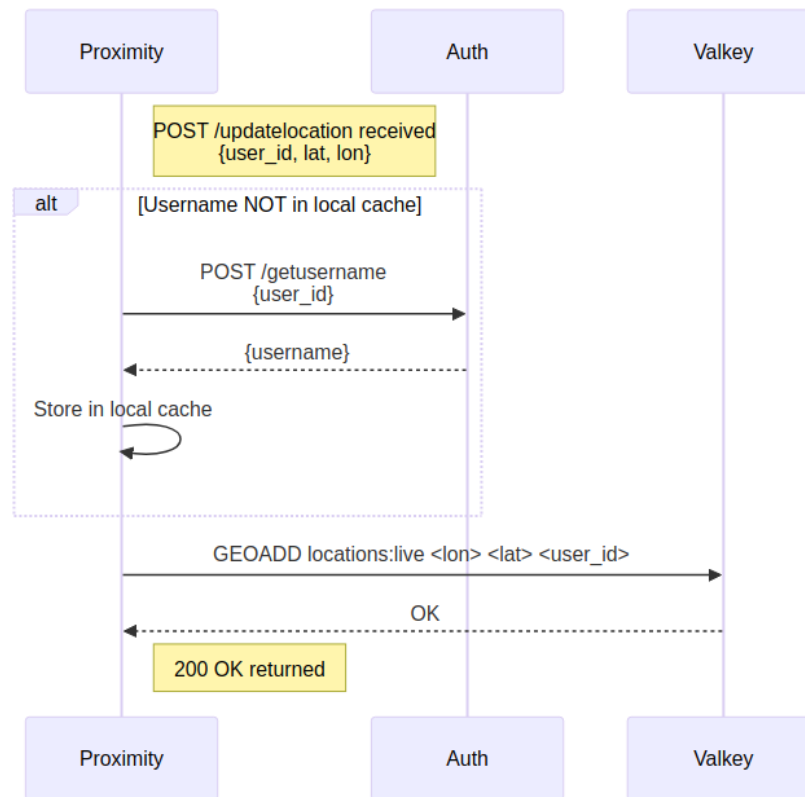 Proximity
Auth
Valkey
POST /updatelocation received
{user_id, lat, lon}
alt
[Username NOT in local cache]
POST /getusername
{user_id}
{username}
Store in local cache
GEOADD locations:live <lon> <lat> <user_id>
OK
200 OK returned
Proximity
Auth
Valkey